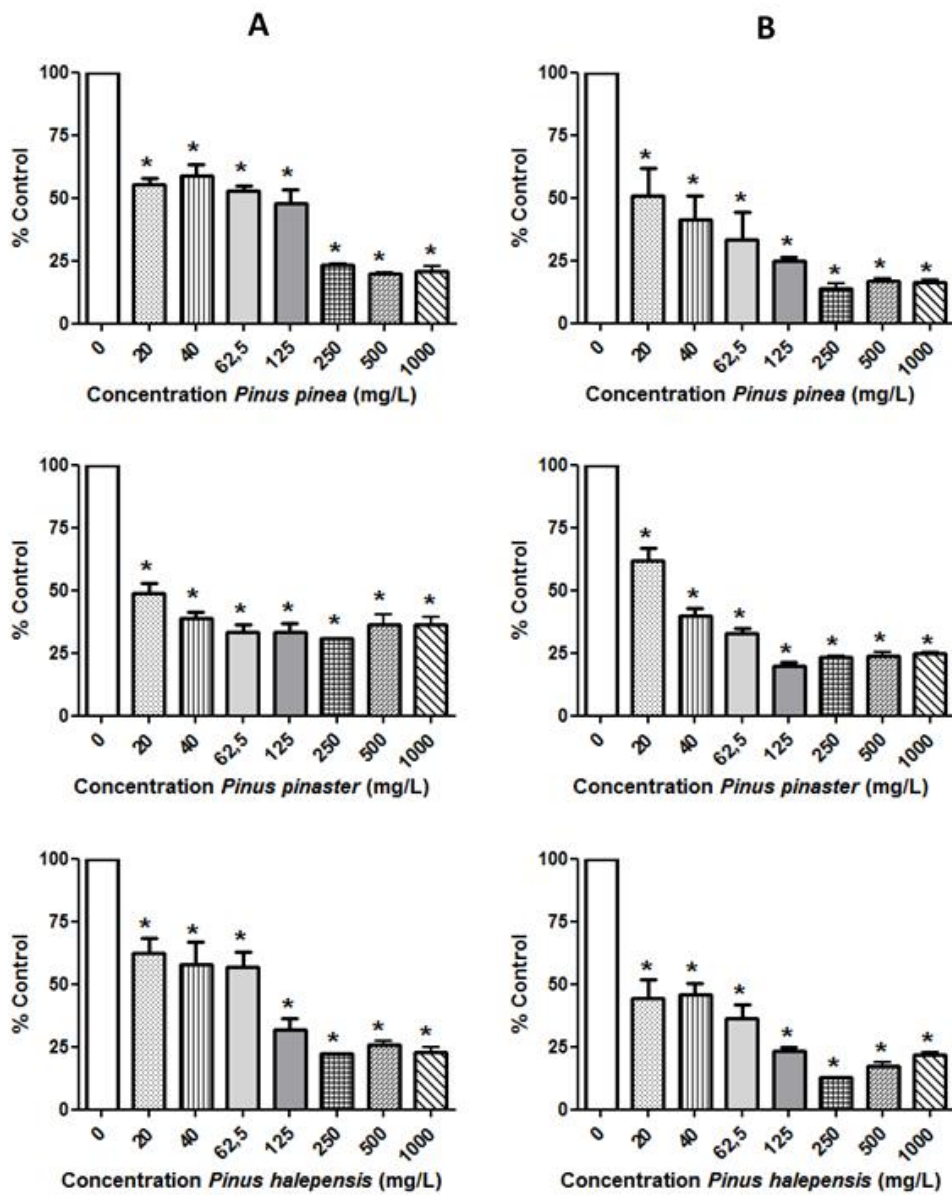 A
B
% Control
100
75
50
25
0
* * * * * * *
0 20 40 62,5 125 250 500 1000
Concentration Pinus pinea (mg/L)
% Control
100
75
50
25
0
* * * * * * *
0 20 40 62,5 125 250 500 1000
Concentration Pinus pinea (mg/L)
% Control
100
75
50
25
0
* * * * * * *
0 20 40 62,5 125 250 500 1000
Concentration Pinus pinaster (mg/L)
% Control
100
75
50
25
0
* * * * * * *
0 20 40 62,5 125 250 500 1000
Concentration Pinus pinaster (mg/L)
% Control
100
75
50
25
0
* * * * * * *
0 20 40 62,5 125 250 500 1000
Concentration Pinus halepensis (mg/L)
% Control
100
75
50
25
0
* * * * * * *
0 20 40 62,5 125 250 500 1000
Concentration Pinus halepensis (mg/L)